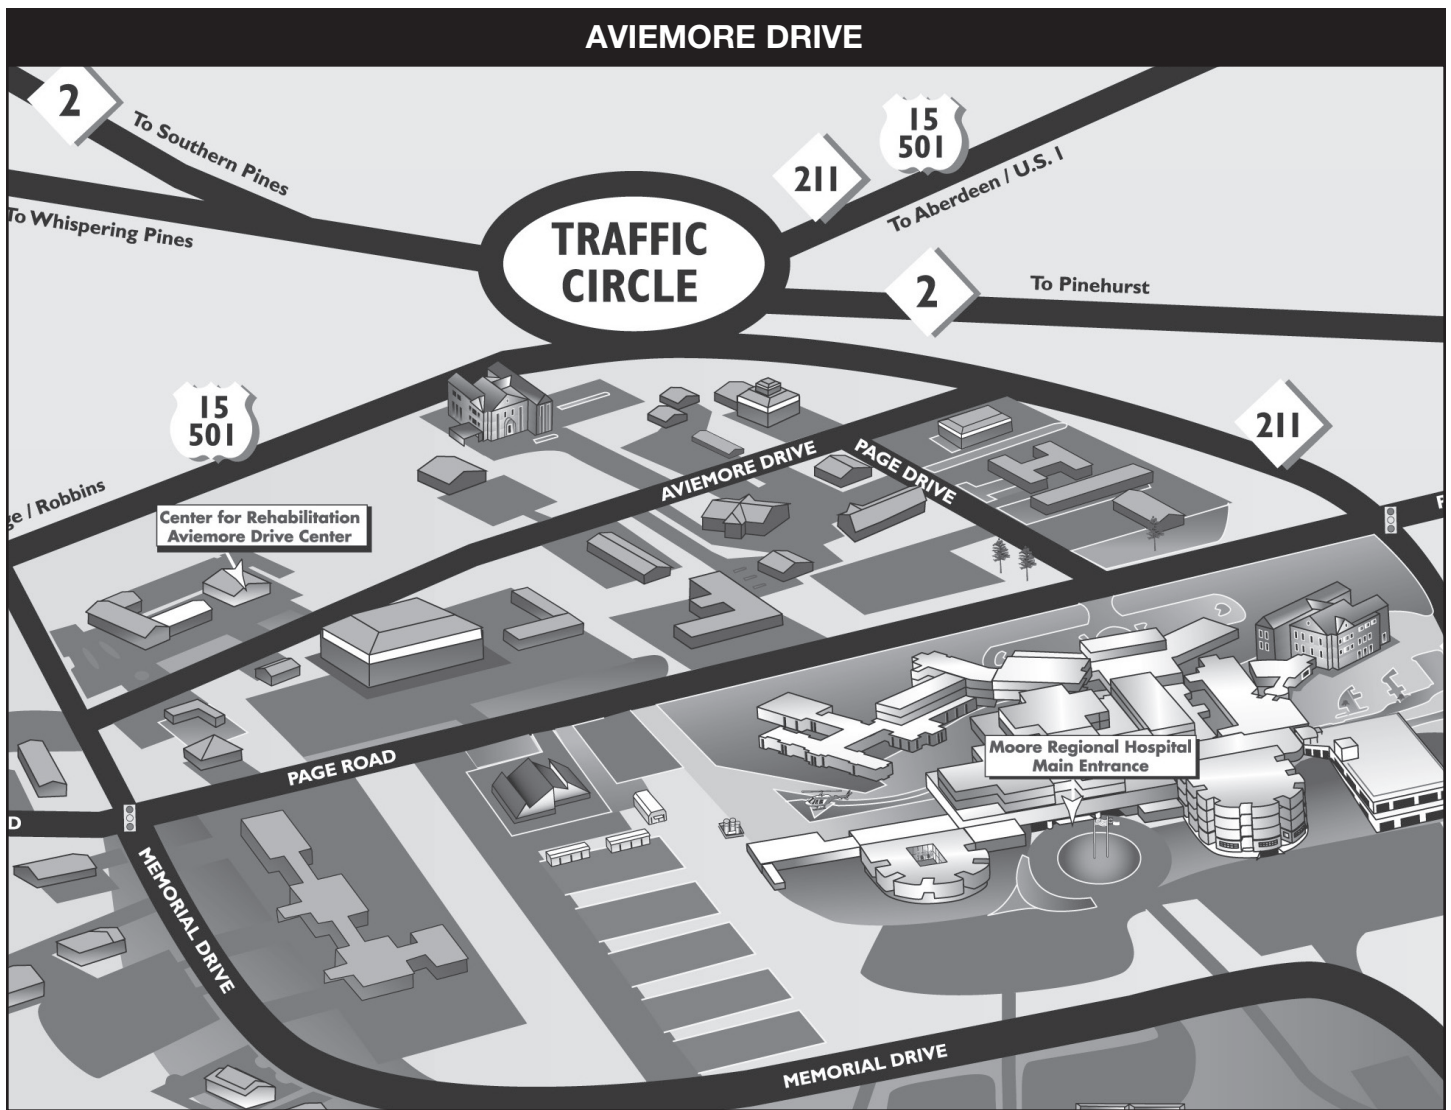 AVIEMORE DRIVE
2
To Southern Pines
To Whispering Pines
15
501
211
To Aberdeen / U.S. 1
TRAFFIC
CIRCLE
2
To Pinehurst
15
501
211
ge / Robbins
Center for Rehabilitation
Aviemore Drive Center
AVIEMORE DRIVE
PAGE DRIVE
PAGE ROAD
Moore Regional Hospital
Main Entrance
D
MEMORIAL DRIVE
MEMORIAL DRIVE